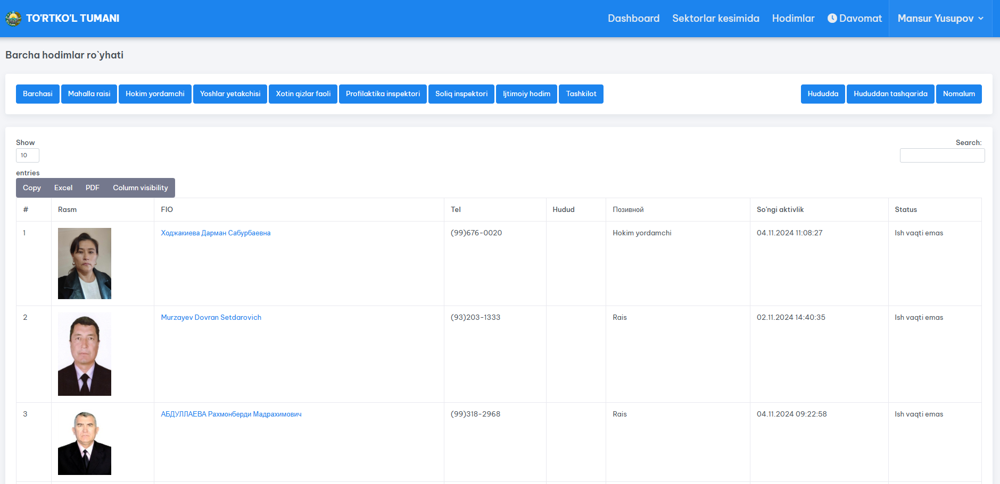 TO'RTKO'L TUMANI
Dashboard Sektorlar kesimida Hodimlar Davomat Mansur Yusupov
Barcha hodimlar ro`yhati
Barchasi Mahalla raisi Hokim yordamchi Yoshlar yetakchisi Xotin qizlar faoli Profilaktika inspektori Soliq inspektori Ijtimoiy hodim Tashkilot Hududda Hududdan tashqarida Nomalum
Show Search:
10
entries
Copy Excel PDF Column visibility
# Rasm FIO Tel Hudud Позивной So'ngi aktivlik Status
1 Ходжакиева Дарман Сабурбаевна (99)676-0020 Hokim yordamchi 04.11.2024 11:08:27 Ish vaqti emas
2 Murzayev Dovran Setdarovich (93)203-1333 Rais 02.11.2024 14:40:35 Ish vaqti emas
3 АБДУЛЛАЕВА Рахмонберди Мадрахимович (99)318-2968 Rais 04.11.2024 09:22:58 Ish vaqti emas